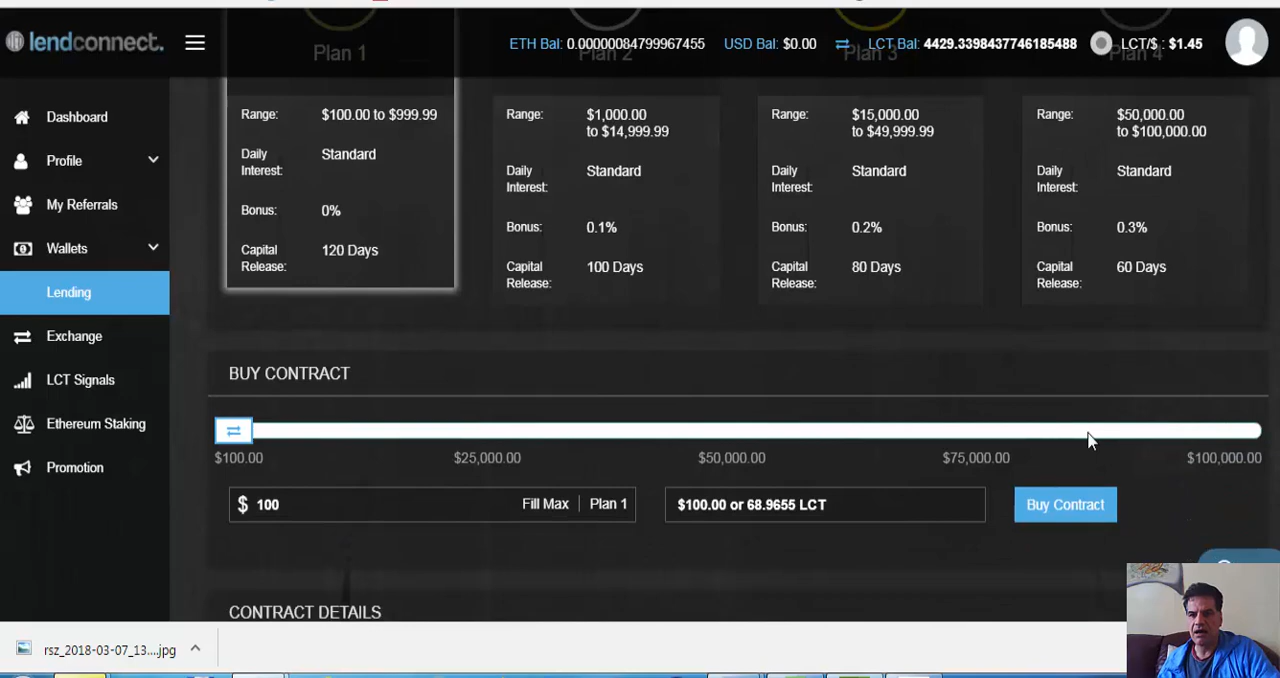 lendconnect.
ETH Bal: 0.00000084799967455 USD Bal: $0.00 LCT Bal: 4429.3398437746185488 LCT/$ : $1.45
Plan 1 Plan 2 Plan 3 Plan 4
Dashboard
Profile
My Referrals
Wallets
Lending
Exchange
LCT Signals
Ethereum Staking
Promotion
Range: $100.00 to $999.99
Daily Interest: Standard
Bonus: 0%
Capital Release: 120 Days
Range: $1,000.00
to $14,999.99
Daily Interest: Standard
Bonus: 0.1%
Capital Release: 100 Days
Range: $15,000.00
to $49,999.99
Daily Interest: Standard
Bonus: 0.2%
Capital Release: 80 Days
Range: $50,000.00
to $100,000.00
Daily Interest: Standard
Bonus: 0.3%
Capital Release: 60 Days
BUY CONTRACT
$100.00 $25,000.00 $50,000.00 $75,000.00 $100,000.00
$ 100 Fill Max Plan 1 $100.00 or 68.9655 LCT Buy Contract
CONTRACT DETAILS
rsz_2018-03-07_13....jpg